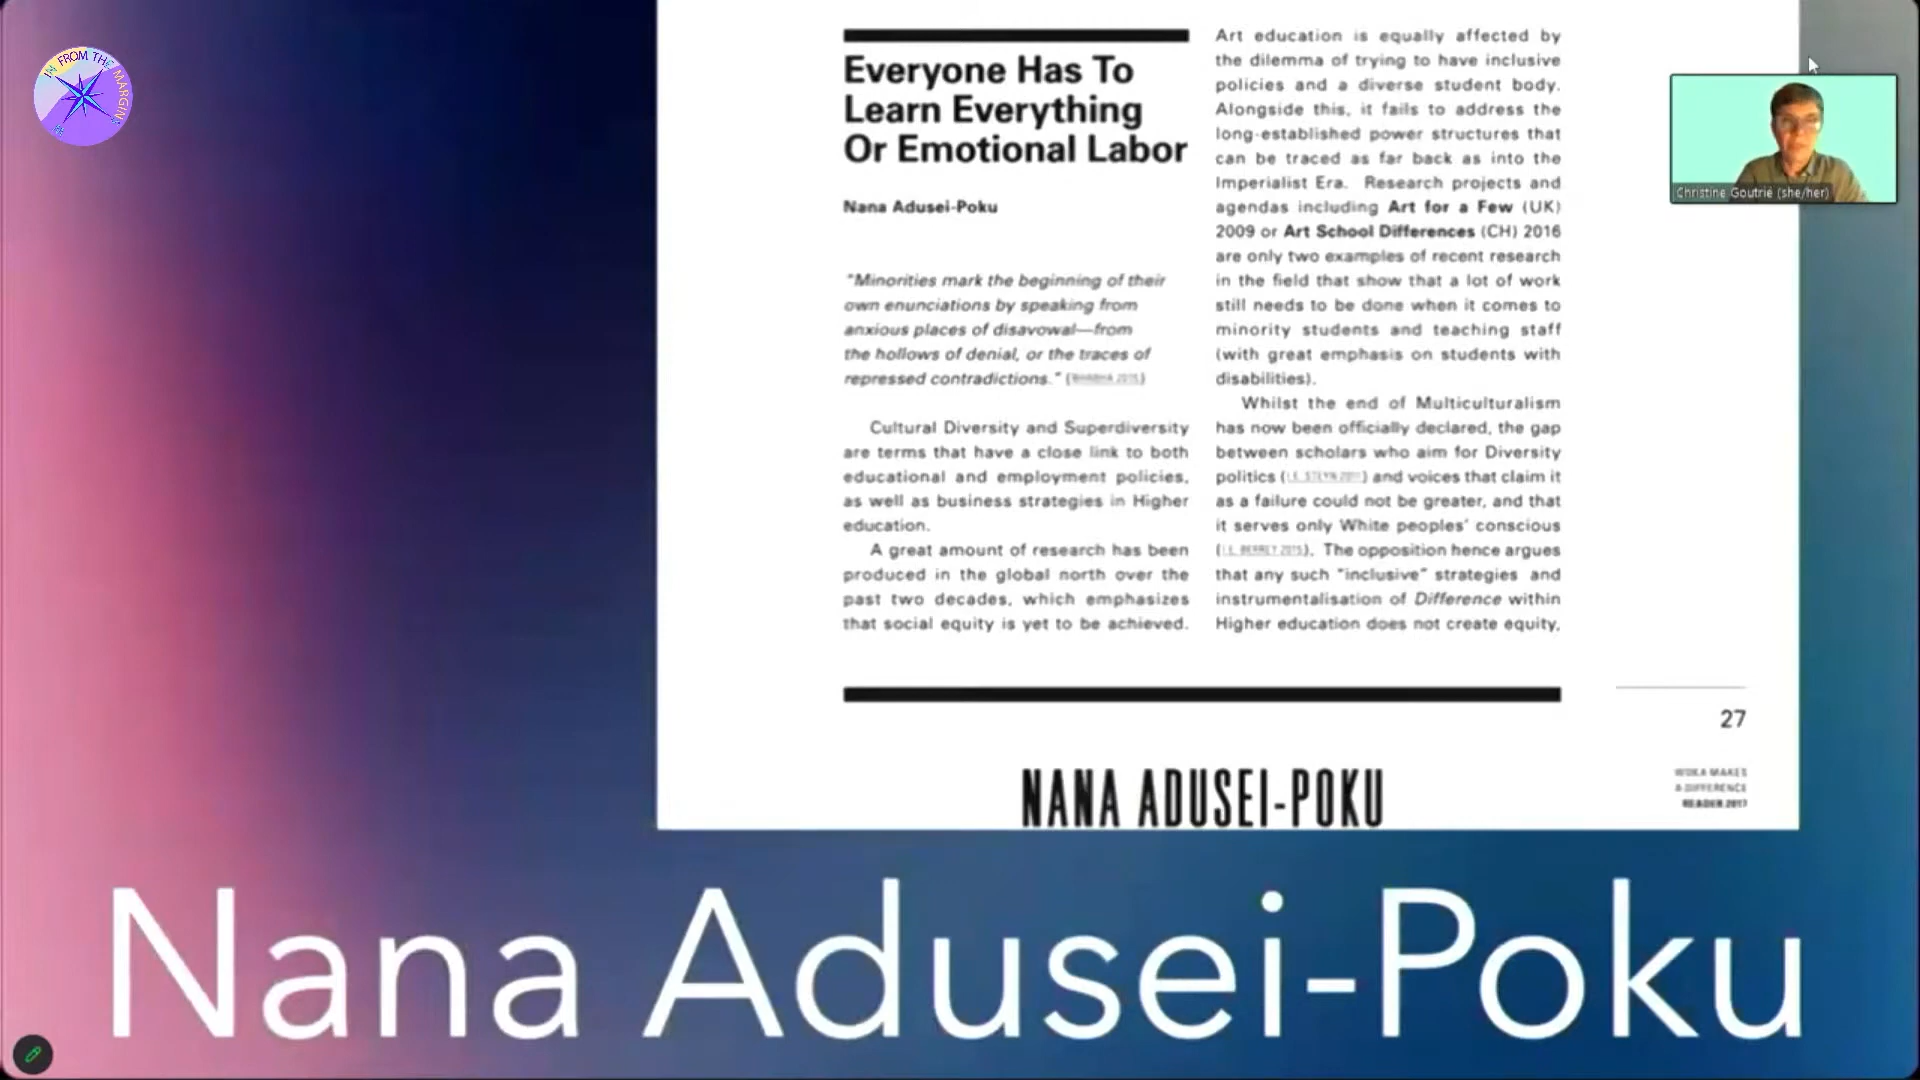 IN FROM THE MARGINS
Everyone Has To
Learn Everything
Or Emotional Labor
Nana Adusei-Poku
"Minorities mark the beginning of their
own enunciations by speaking from
anxious places of disavowal—from
the hollows of denial, or the traces of
repressed contradictions." (BHABHA 2015)
Cultural Diversity and Superdiversity
are terms that have a close link to both
educational and employment policies,
as well as business strategies in Higher
education.
A great amount of research has been
produced in the global north over the
past two decades, which emphasizes
that social equity is yet to be achieved.
Art education is equally affected by
the dilemma of trying to have inclusive
policies and a diverse student body.
Alongside this, it fails to address the
long-established power structures that
can be traced as far back as into the
Imperialist Era. Research projects and
agendas including Art for a Few (UK)
2009 or Art School Differences (CH) 2016
are only two examples of recent research
in the field that show that a lot of work
still needs to be done when it comes to
minority students and teaching staff
(with great emphasis on students with
disabilities).
Whilst the end of Multiculturalism
has now been officially declared, the gap
between scholars who aim for Diversity
politics (I.E. STEYN 2011) and voices that claim it
as a failure could not be greater, and that
it serves only White peoples' conscious
(I.E. BERREY 2015). The opposition hence argues
that any such "inclusive" strategies and
instrumentalisation of Difference within
Higher education does not create equity,
27
WDKA MAKES
A DIFFERENCE
READER 2017
NANA ADUSEI-POKU
Christine Goutrié (she/her)
Nana Adusei-Poku